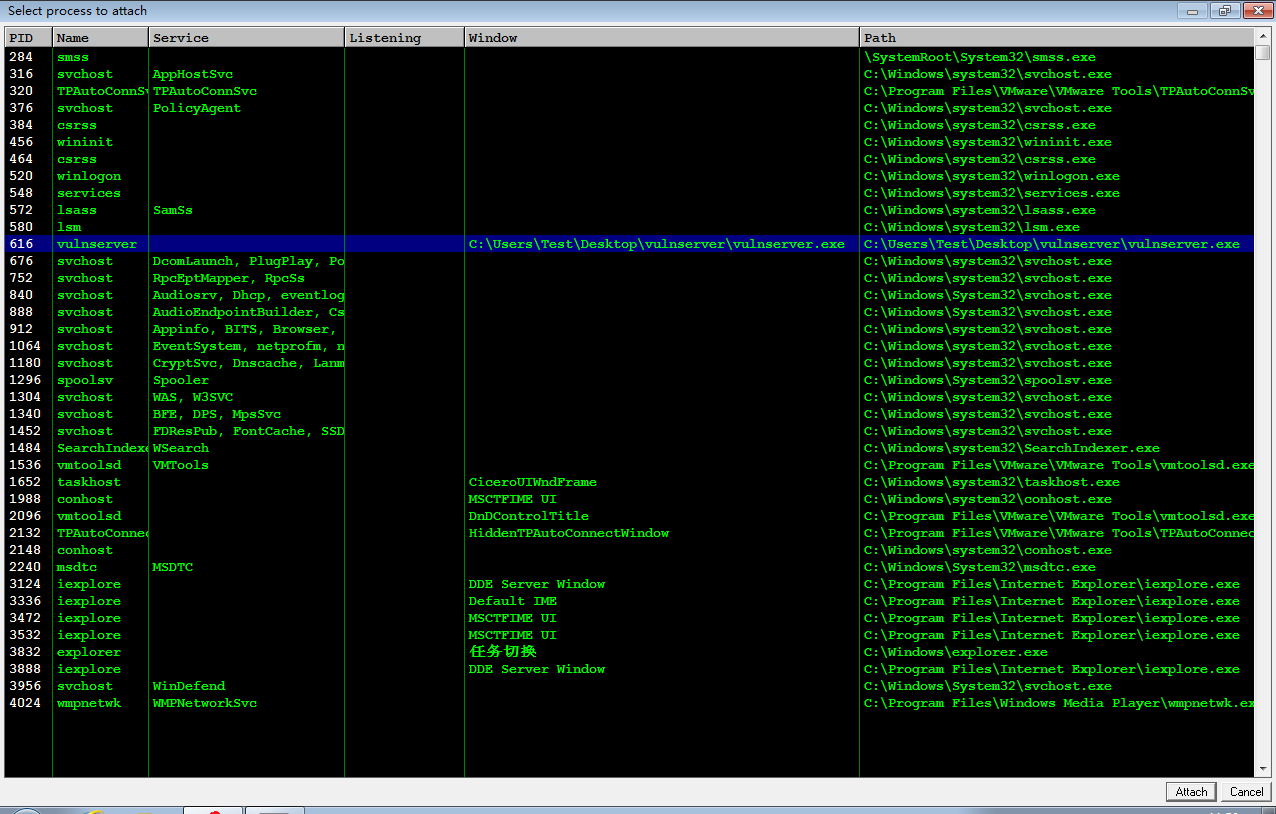 Select process to attach
PID Name Service Listening Window Path
284 smss \SystemRoot\System32\smss.exe
316 svchost AppHostSvc C:\Windows\system32\svchost.exe
320 TPAutoConnSv TPAutoConnSvc C:\Program Files\VMware\VMware Tools\TPAutoConnSv
376 svchost PolicyAgent C:\Windows\system32\svchost.exe
384 csrss C:\Windows\system32\csrss.exe
456 wininit C:\Windows\system32\wininit.exe
464 csrss C:\Windows\system32\csrss.exe
520 winlogon C:\Windows\system32\winlogon.exe
548 services C:\Windows\system32\services.exe
572 lsass SamSs C:\Windows\system32\lsass.exe
580 lsm C:\Windows\system32\lsm.exe
616 vulnserver C:\Users\Test\Desktop\vulnserver\vulnserver.exe C:\Users\Test\Desktop\vulnserver\vulnserver.exe
676 svchost DcomLaunch, PlugPlay, Po C:\Windows\system32\svchost.exe
752 svchost RpcEptMapper, RpcSs C:\Windows\system32\svchost.exe
840 svchost Audiosrv, Dhcp, eventlog C:\Windows\System32\svchost.exe
888 svchost AudioEndpointBuilder, Cs C:\Windows\System32\svchost.exe
912 svchost Appinfo, BITS, Browser, C:\Windows\system32\svchost.exe
1064 svchost EventSystem, netprofm, n C:\Windows\system32\svchost.exe
1180 svchost CryptSvc, Dnscache, Lanm C:\Windows\system32\svchost.exe
1296 spoolsv Spooler C:\Windows\System32\spoolsv.exe
1304 svchost WAS, W3SVC C:\Windows\system32\svchost.exe
1340 svchost BFE, DPS, MpsSvc C:\Windows\system32\svchost.exe
1452 svchost FDResPub, FontCache, SSD C:\Windows\system32\svchost.exe
1484 SearchIndexe WSearch C:\Windows\system32\SearchIndexer.exe
1536 vmtoolsd VMTools C:\Program Files\VMware\VMware Tools\vmtoolsd.exe
1652 taskhost CiceroUIWndFrame C:\Windows\system32\taskhost.exe
1988 conhost MSCTFIME UI C:\Windows\system32\conhost.exe
2096 vmtoolsd DnDControlTitle C:\Program Files\VMware\VMware Tools\vmtoolsd.exe
2132 TPAutoConnec HiddenTPAutoConnectWindow C:\Program Files\VMware\VMware Tools\TPAutoConnec
2148 conhost C:\Windows\system32\conhost.exe
2240 msdtc MSDTC C:\Windows\System32\msdtc.exe
3124 iexplore DDE Server Window C:\Program Files\Internet Explorer\iexplore.exe
3336 iexplore Default IME C:\Program Files\Internet Explorer\iexplore.exe
3472 iexplore MSCTFIME UI C:\Program Files\Internet Explorer\iexplore.exe
3532 iexplore MSCTFIME UI C:\Program Files\Internet Explorer\iexplore.exe
3832 explorer 任务切换 C:\Windows\explorer.exe
3888 iexplore DDE Server Window C:\Program Files\Internet Explorer\iexplore.exe
3956 svchost WinDefend C:\Windows\System32\svchost.exe
4024 wmpnetwk WMPNetworkSvc C:\Program Files\Windows Media Player\wmpnetwk.ex
Attach Cancel